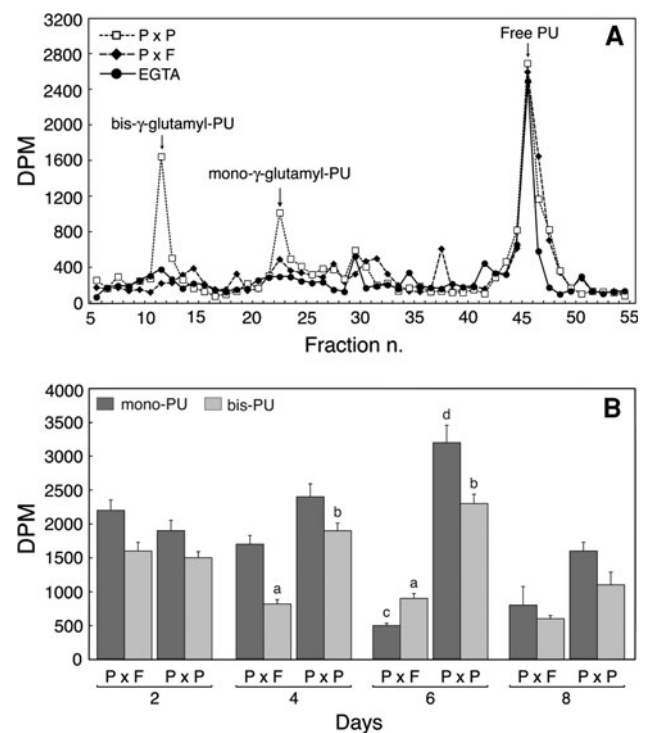 A
P x P
P x F
EGTA
Free PU
bis-γ-glutamyl-PU
mono-γ-glutamyl-PU
DPM
3200
2800
2400
2000
1600
1200
800
400
0
5 10 15 20 25 30 35 40 45 50 55
Fraction n.
B
mono-PU bis-PU
DPM
4000
3500
3000
2500
2000
1500
1000
500
0
a b c a d b
P x F P x P P x F P x P P x F P x P P x F P x P
2 4 6 8
Days